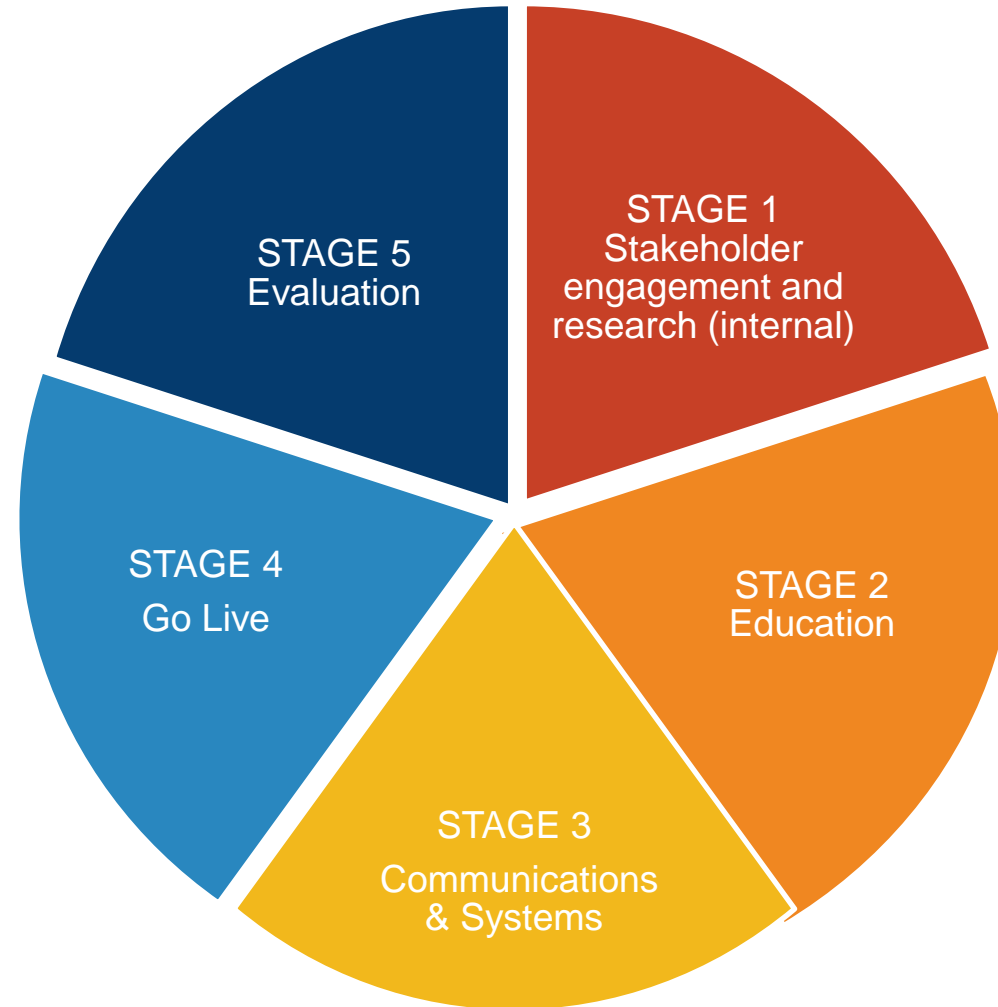 STAGE 1
Stakeholder
engagement and
research (internal)
STAGE 2
Education
STAGE 3
Communications
& Systems
STAGE 4
Go Live
STAGE 5
Evaluation